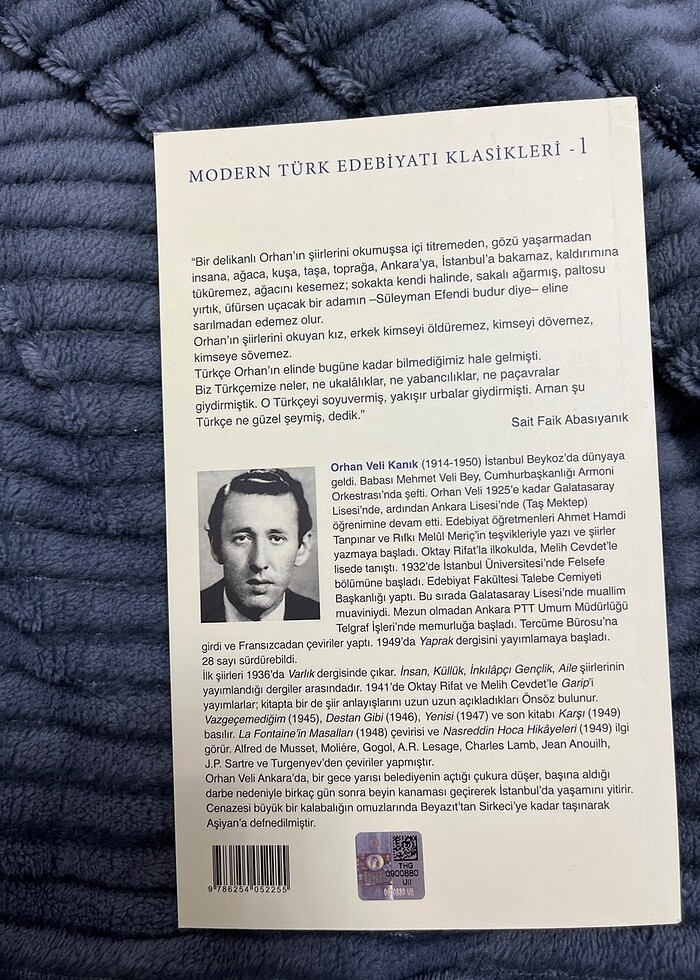 MODERN TÜRK EDEBİYATI KLASİKLERİ - 1
“Bir delikanlı Orhan’ın şiirlerini okumuşsa içi titremeden, gözü yaşarmadan
insana, ağaca, kuşa, taşa, toprağa, Ankara’ya, İstanbul’a bakamaz, kaldırımına
tüküremez, ağacını kesemez; sokakta kendi halinde, sakalı ağarmış, paltosu
yırtık, üfürsen uçacak bir adamın –Süleyman Efendi budur diye– eline
sarılmadan edemez olur.
Orhan’ın şiirlerini okuyan kız, erkek kimseyi öldüremez, kimseyi dövemez,
kimseye sövemez.
Türkçe Orhan’ın elinde bugüne kadar bilmediğimiz hale gelmişti.
Biz Türkçemize neler, ne ukalâlıklar, ne yabancılıklar, ne paçavralar
giydirmiştik. O Türkçeyi soyuvermiş, yakışır urbalar giydirmişti. Aman şu
Türkçe ne güzel şeymiş, dedik.”
Sait Faik Abasıyanık
Orhan Veli Kanık (1914-1950) İstanbul Beykoz’da dünyaya
geldi. Babası Mehmet Veli Bey, Cumhurbaşkanlığı Armoni
Orkestrası’nda şefti. Orhan Veli 1925’e kadar Galatasaray
Lisesi’nde, ardından Ankara Lisesi’nde (Taş Mektep)
öğrenimine devam etti. Edebiyat öğretmenleri Ahmet Hamdi
Tanpınar ve Rıfkı Melûl Meriç’in teşvikleriyle yazı ve şiirler
yazmaya başladı. Oktay Rifat’la ilkokulda, Melih Cevdet’le
lisede tanıştı. 1932’de İstanbul Üniversitesi’nde Felsefe
bölümüne başladı. Edebiyat Fakültesi Talebe Cemiyeti
Başkanlığı yaptı. Bu sırada Galatasaray Lisesi’nde muallim
muaviniydi. Mezun olmadan Ankara PTT Umum Müdürlüğü
Telgraf İşleri’nde memurluğa başladı. Tercüme Bürosu’na
girdi ve Fransızcadan çeviriler yaptı. 1949’da Yaprak dergisini yayımlamaya başladı.
28 sayı sürdürebildi.
İlk şiirleri 1936’da Varlık dergisinde çıkar. İnsan, Küllük, İnkılâpçı Gençlik, Aile şiirlerinin
yayımlandığı dergiler arasındadır. 1941’de Oktay Rifat ve Melih Cevdet’le Garip’i
yayımlarlar; kitapta bir de şiir anlayışlarını uzun uzun açıkladıkları Önsöz bulunur.
Vazgeçemediğim (1945), Destan Gibi (1946), Yenisi (1947) ve son kitabı Karşı (1949)
basılır. La Fontaine’in Masalları (1948) çevirisi ve Nasreddin Hoca Hikâyeleri (1949) ilgi
görür. Alfred de Musset, Moliére, Gogol, A.R. Lesage, Charles Lamb, Jean Anouilh,
J.P. Sartre ve Turgenyev’den çeviriler yapmıştır.
Orhan Veli Ankara’da, bir gece yarısı belediyenin açtığı çukura düşer, başına aldığı
darbe nedeniyle birkaç gün sonra beyin kanaması geçirerek İstanbul’da yaşamını yitirir.
Cenazesi büyük bir kalabalığın omuzlarında Beyazıt’tan Sirkeci’ye kadar taşınarak
Aşiyan’a defnedilmiştir.
9 786254 052255
THG
0900880
UII
0900880 UII